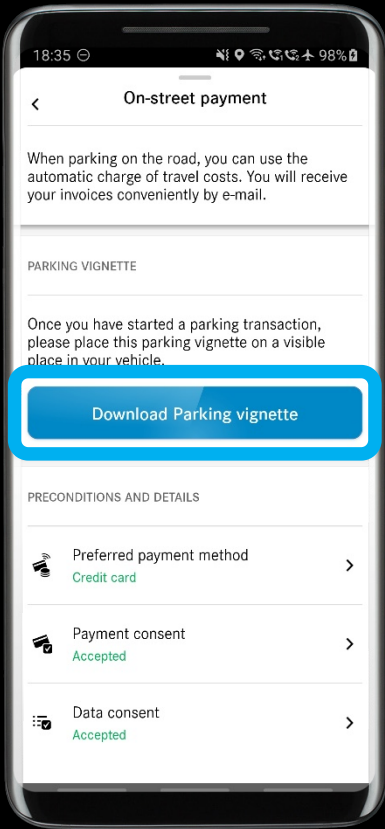 18:35 98%
On-street payment
When parking on the road, you can use the
automatic charge of travel costs. You will receive
your invoices conveniently by e-mail.
PARKING VIGNETTE
Once you have started a parking transaction,
please place this parking vignette on a visible
place in your vehicle.
Download Parking vignette
PRECONDITIONS AND DETAILS
Preferred payment method
Credit card
Payment consent
Accepted
Data consent
Accepted